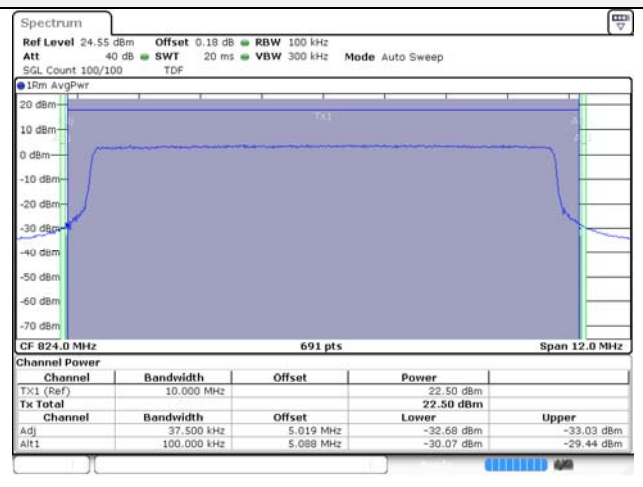 Spectrum
Ref Level 24.55 dBm Offset 0.18 dB RBW 100 kHz
Att 40 dB SWT 20 ms VBW 300 kHz Mode Auto Sweep
SGL Count 100/100 TDF
1Rm AvgPwr
20 dBm
TX1
10 dBm
0 dBm
-10 dBm
-20 dBm
-30 dBm
-40 dBm
-50 dBm
-60 dBm
-70 dBm
CF 824.0 MHz 691 pts Span 12.0 MHz
Channel Power
Channel Bandwidth Offset Power
TX1 (Ref) 10.000 MHz 22.50 dBm
Tx Total 22.50 dBm
Channel Bandwidth Offset Lower Upper
Adj 37.500 kHz 5.019 MHz -32.68 dBm -33.03 dBm
Alt1 100.000 kHz 5.088 MHz -30.07 dBm -29.44 dBm